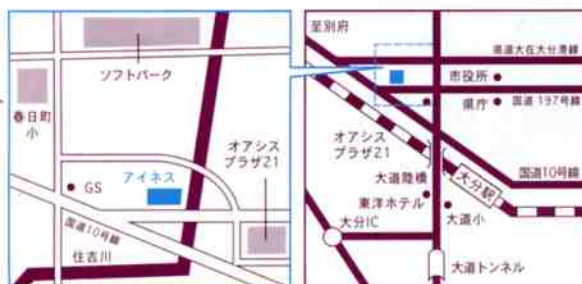 ソフトパーク
春日町
小
オアシス
プラザ21
アイネス
GS
国道10号線
住吉川
至別府
県道大在大分港線
市役所
県庁
国道197号線
オアシス
プラザ21
国道10号線
大道陸橋
大分駅
東洋ホテル
大道小
大分IC
大道トンネル